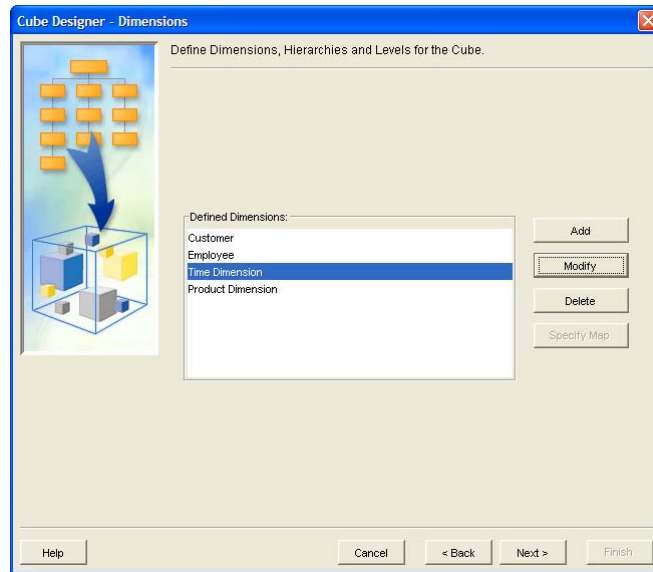 Cube Designer - Dimensions
Define Dimensions, Hierarchies and Levels for the Cube.
Defined Dimensions:
Customer
Employee
Time Dimension
Product Dimension
Add
Modify
Delete
Specify Map
Help
Cancel
< Back
Next >
Finish